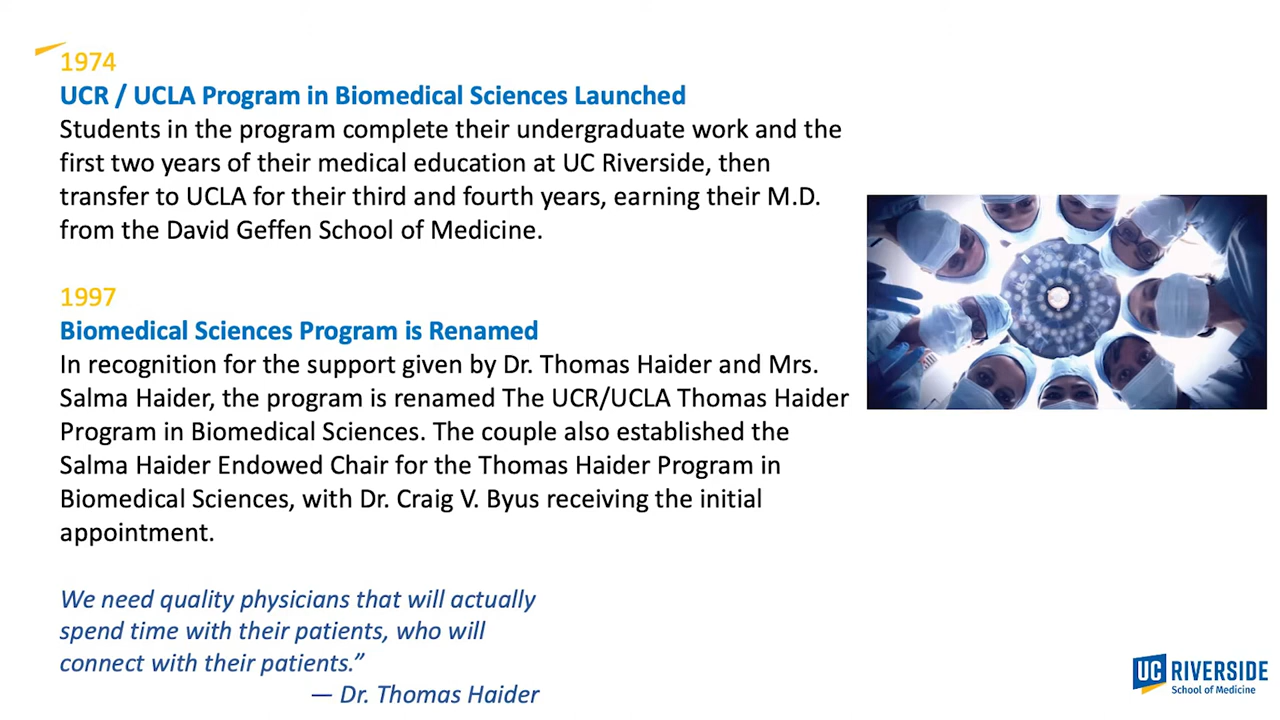 1974
UCR / UCLA Program in Biomedical Sciences Launched
Students in the program complete their undergraduate work and the
first two years of their medical education at UC Riverside, then
transfer to UCLA for their third and fourth years, earning their M.D.
from the David Geffen School of Medicine.
1997
Biomedical Sciences Program is Renamed
In recognition for the support given by Dr. Thomas Haider and Mrs.
Salma Haider, the program is renamed The UCR/UCLA Thomas Haider
Program in Biomedical Sciences. The couple also established the
Salma Haider Endowed Chair for the Thomas Haider Program in
Biomedical Sciences, with Dr. Craig V. Byus receiving the initial
appointment.
We need quality physicians that will actually
spend time with their patients, who will
connect with their patients.”
— Dr. Thomas Haider
UC RIVERSIDE
School of Medicine